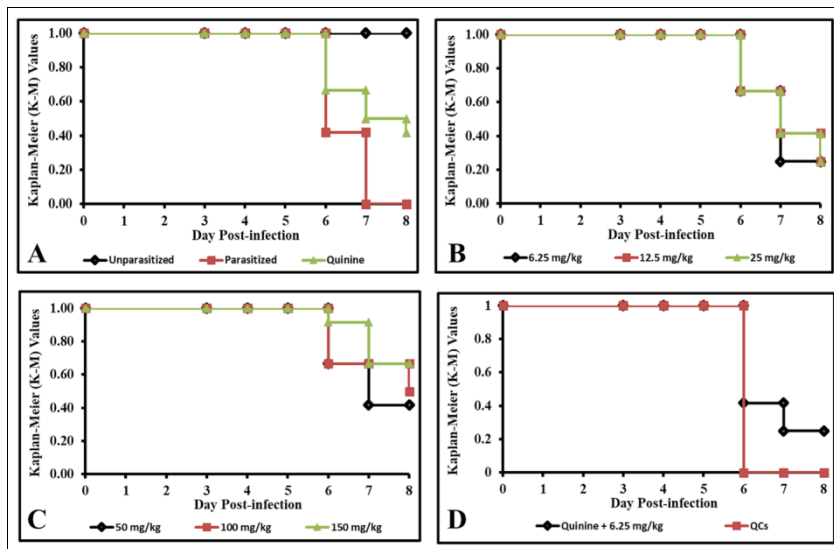 1.00
0.80
0.60
0.40
0.20
0.00
Kaplan-Meier (K-M) Values
0 1 2 3 4 5 6 7 8
Day Post-infection
A
Unparasitized Parasitized Quinine
1.00
0.80
0.60
0.40
0.20
0.00
Kaplan-Meier (K-M) Values
0 1 2 3 4 5 6 7 8
Day Post-infection
B
6.25 mg/kg 12.5 mg/kg 25 mg/kg
1.00
0.80
0.60
0.40
0.20
0.00
Kaplan-Meier (K-M) Values
0 1 2 3 4 5 6 7 8
Day Post-infection
C
50 mg/kg 100 mg/kg 150 mg/kg
1
0.8
0.6
0.4
0.2
0
Kaplan-Meier (K-M) Values
0 1 2 3 4 5 6 7 8
Day Post-infection
D
Quinine + 6.25 mg/kg QCs